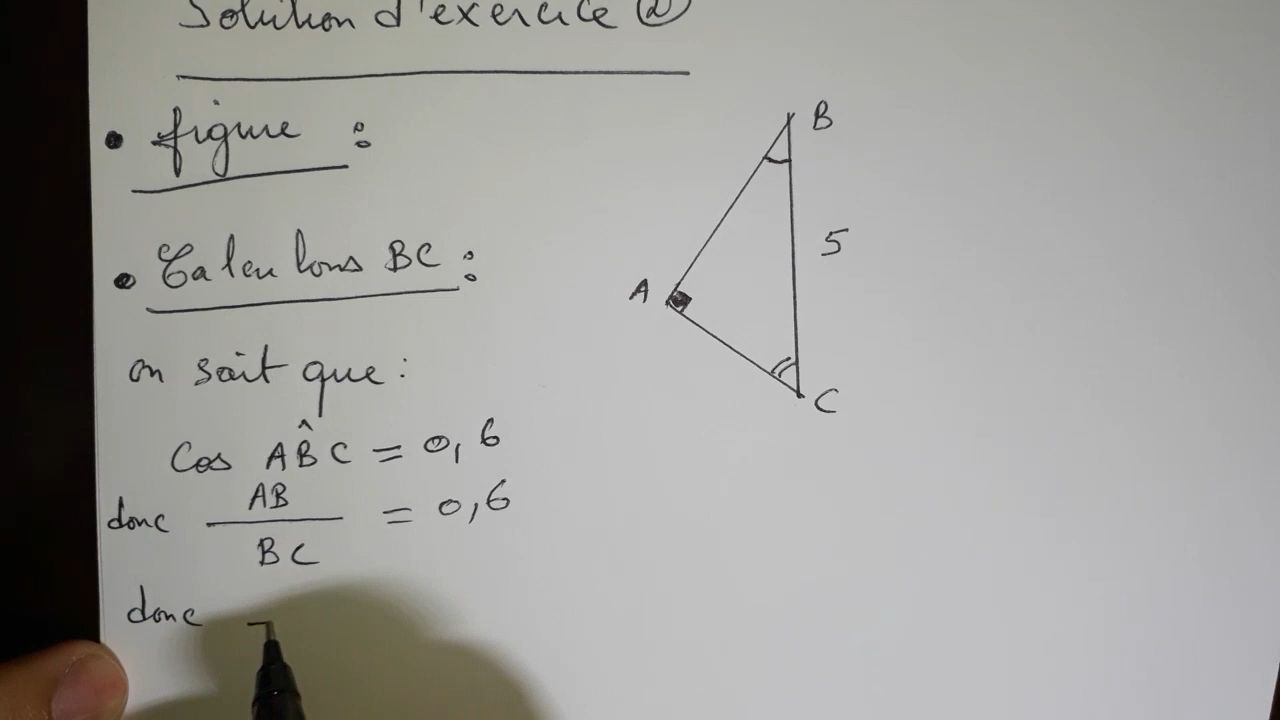 Solution d'exercice 2
• figure :
• Calculons BC :
on sait que :
Cos AB̂C = 0,6
donc AB / BC = 0,6
donc
B
5
A
C